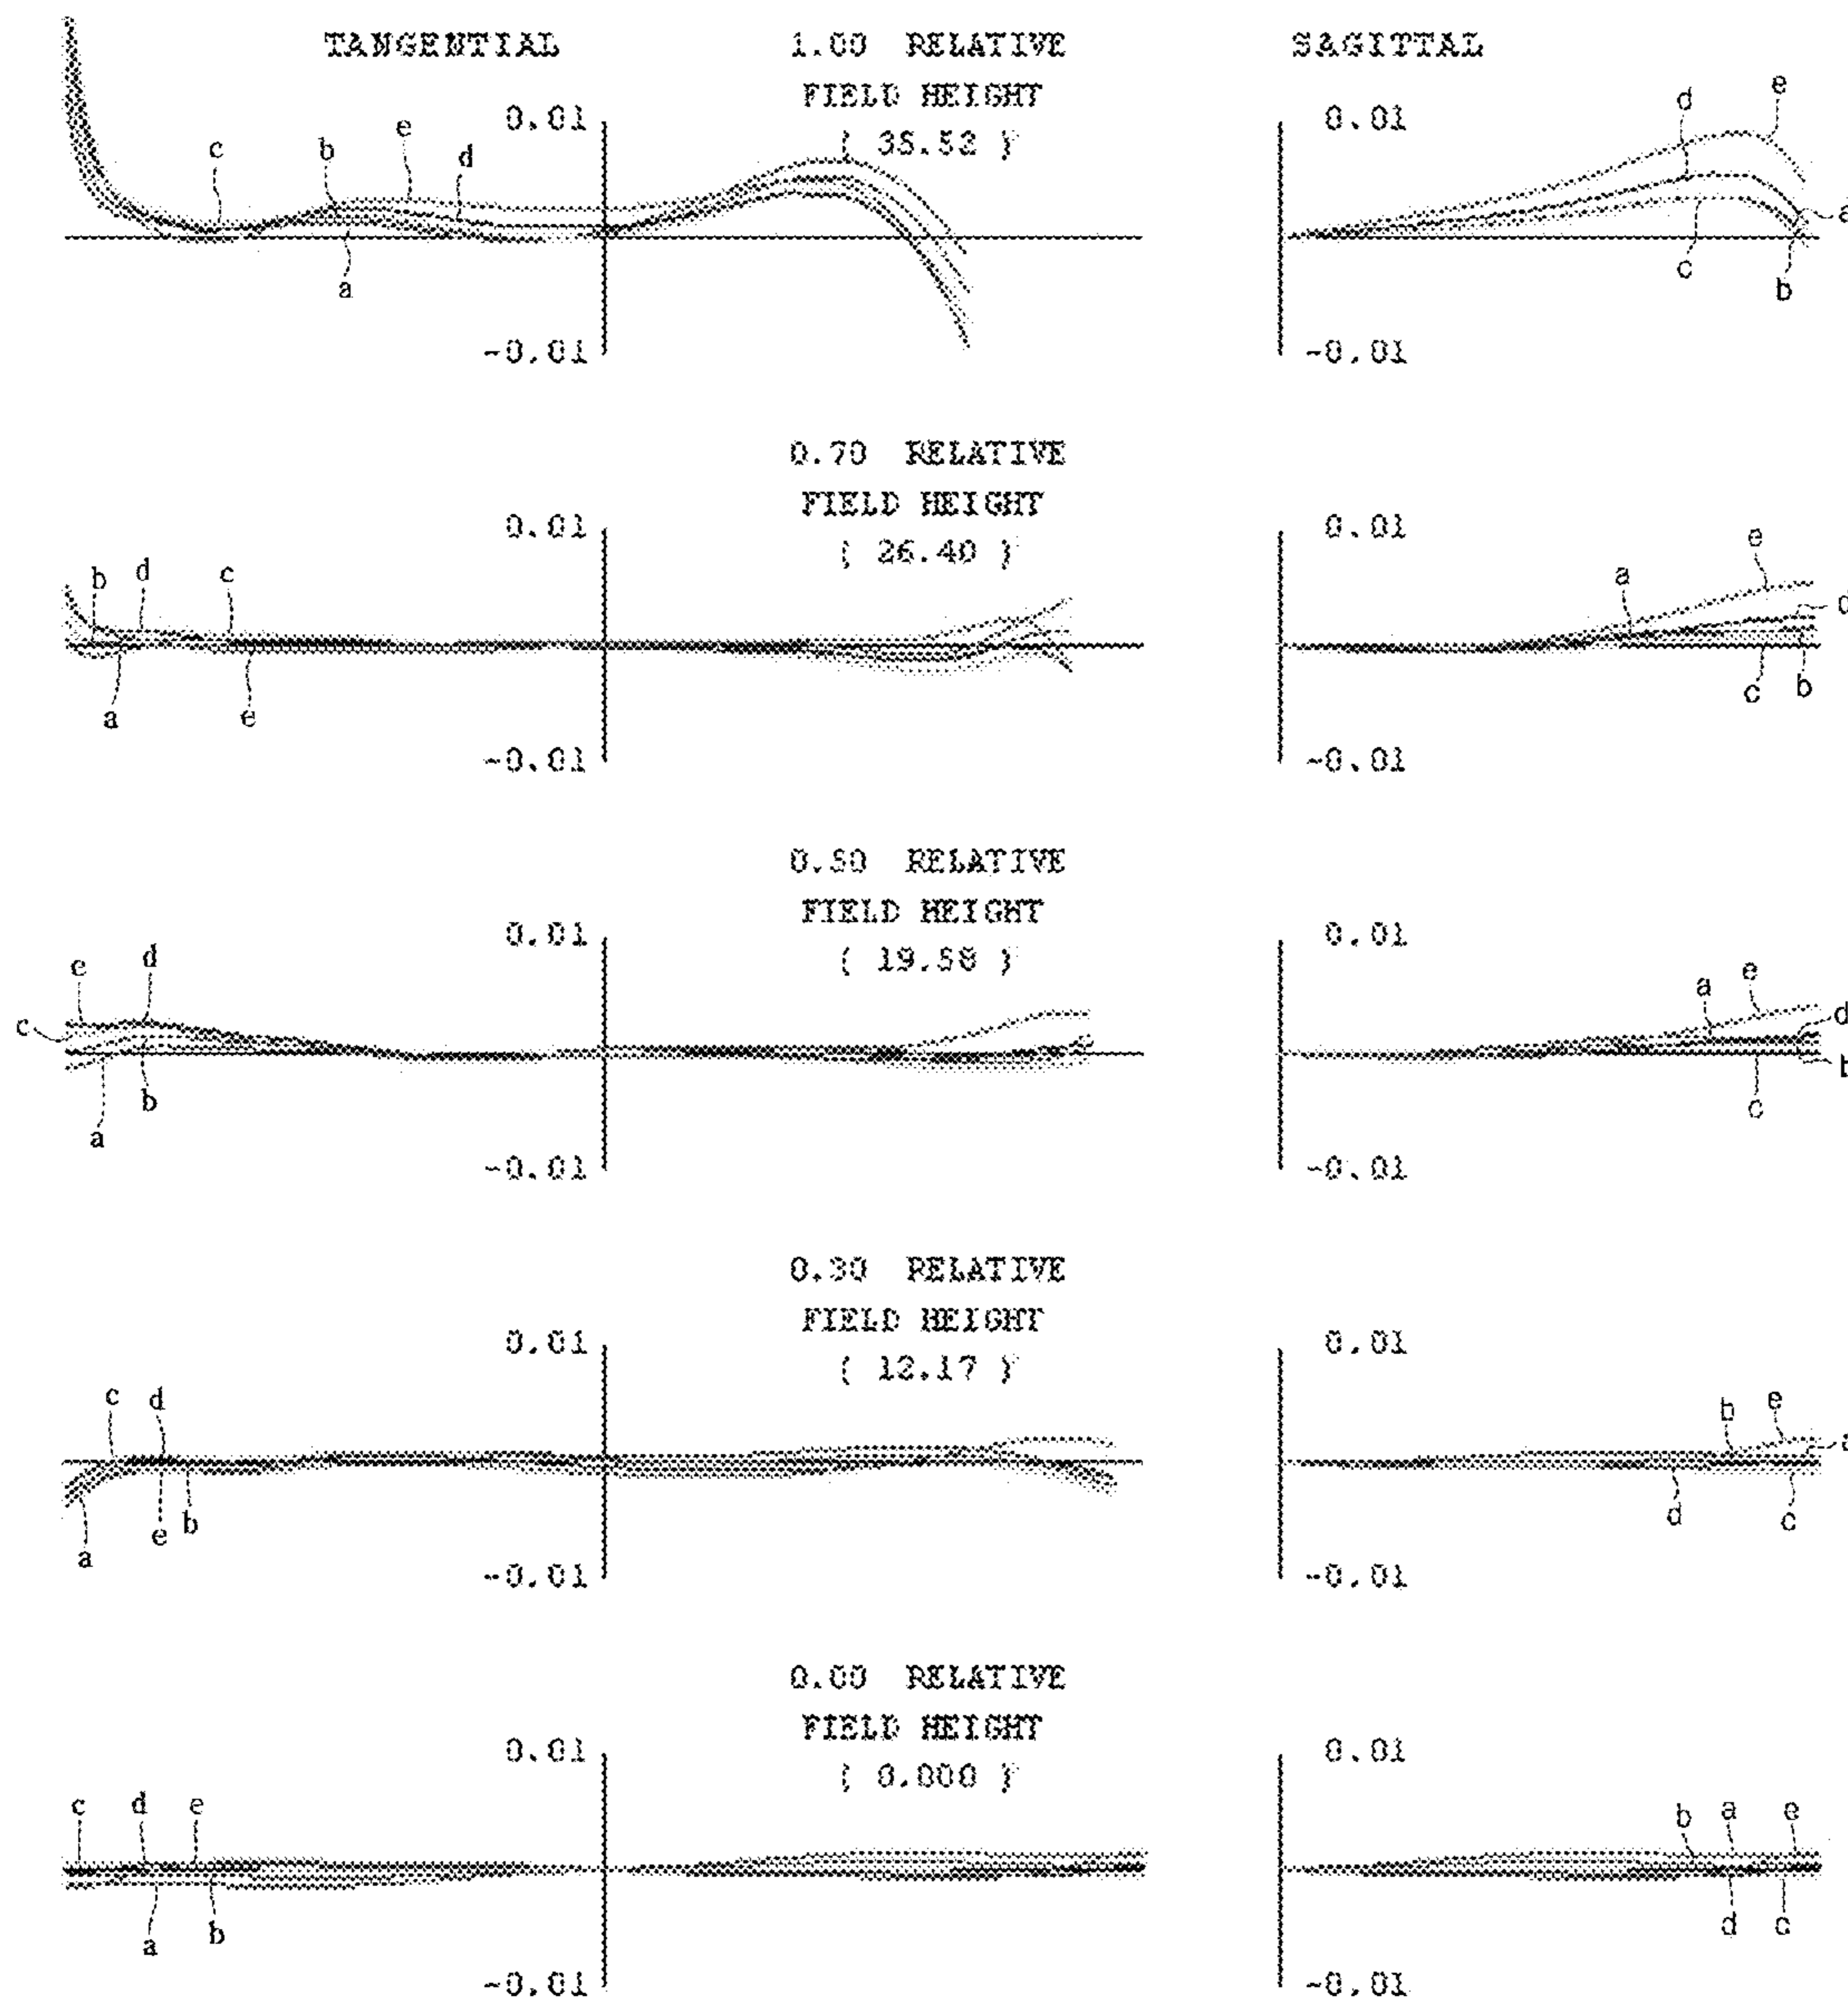 TANGENTIAL
1.00 RELATIVE
FIELD HEIGHT
( 35.52 )
SAGITTAL
0.01
0.01
c
b
e
d
a
d
e
a
c
b
-0.01
-0.01
0.70 RELATIVE
FIELD HEIGHT
( 26.40 )
0.01
0.01
b
d
c
a
e
e
a
d
c
b
-0.01
-0.01
0.50 RELATIVE
FIELD HEIGHT
( 19.58 )
0.01
0.01
e
d
c
b
a
a
e
d
b
c
-0.01
-0.01
0.30 RELATIVE
FIELD HEIGHT
( 12.17 )
0.01
0.01
c
d
a
e
b
b
e
a
d
c
-0.01
-0.01
0.00 RELATIVE
FIELD HEIGHT
( 0.000 )
0.01
0.01
c
d
e
a
b
b
a
e
d
c
-0.01
-0.01